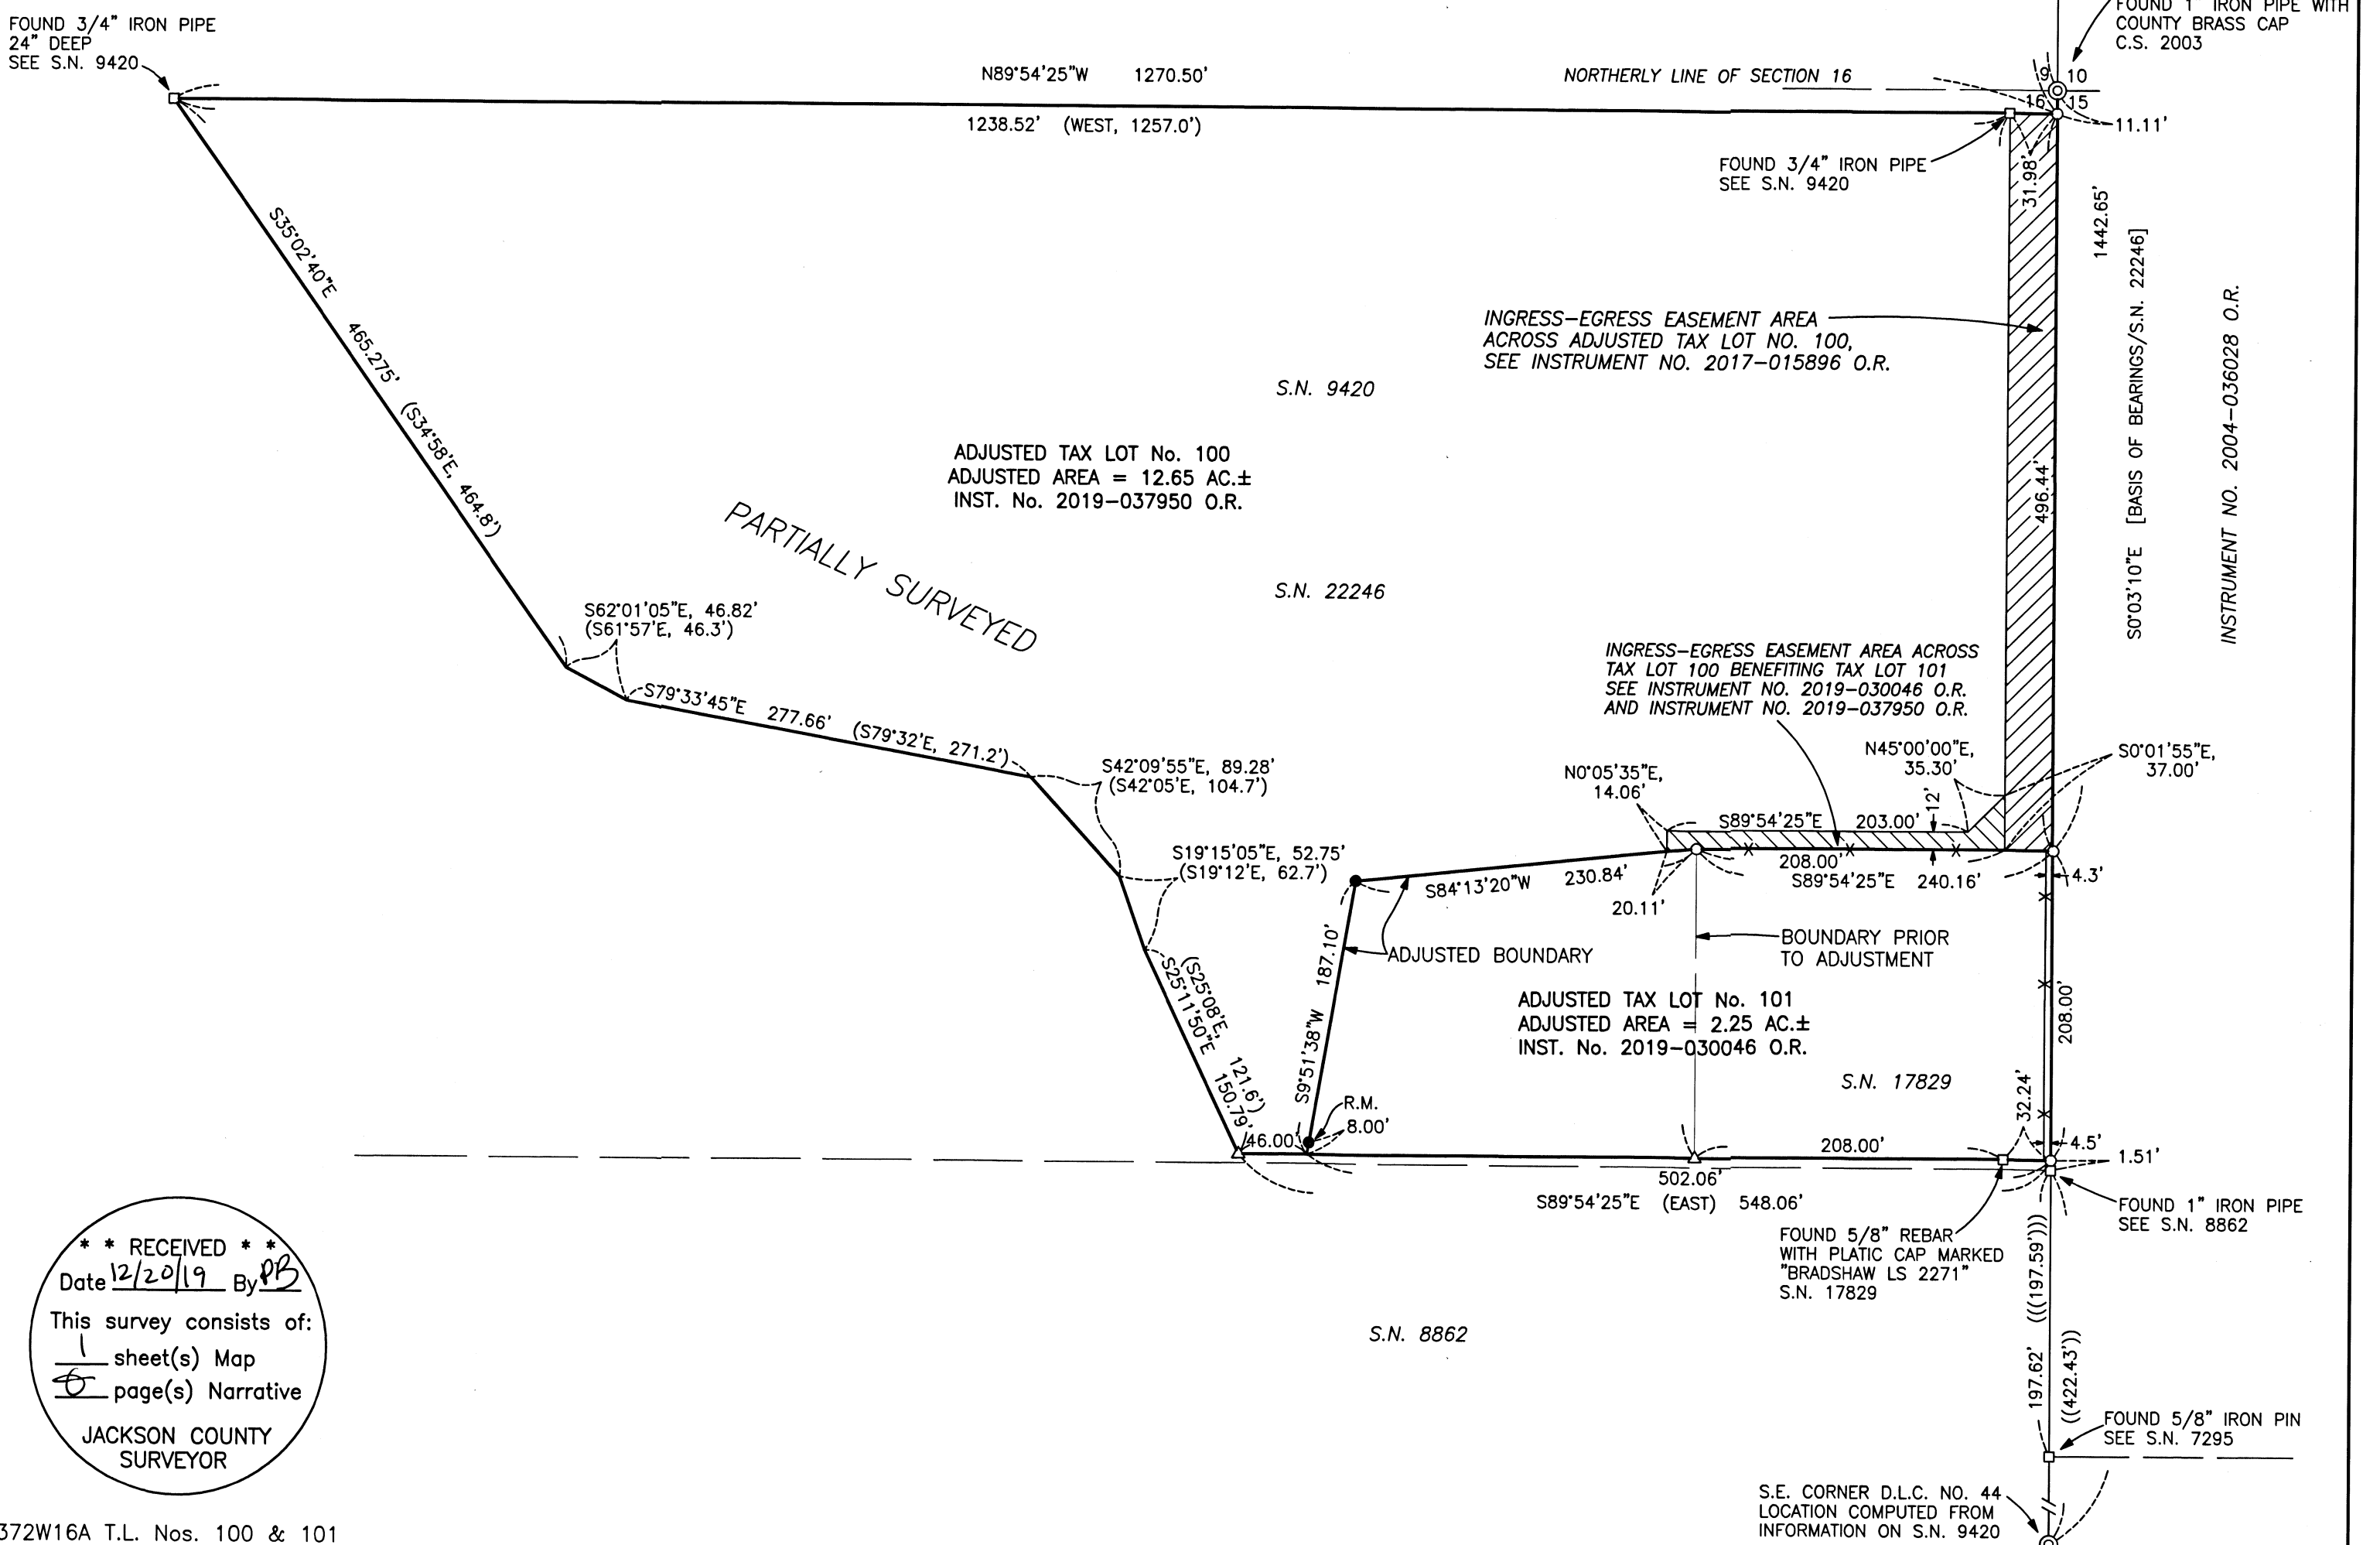 FOUND 3/4" IRON PIPE
24" DEEP
SEE S.N. 9420
N89°54'25"W 1270.50'
1238.52' (WEST, 1257.0')
NORTHERLY LINE OF SECTION 16
FOUND 1" IRON PIPE WITH
COUNTY BRASS CAP
C.S. 2003
9 10
16 15
11.11'
FOUND 3/4" IRON PIPE
SEE S.N. 9420
31.98'
1442.65'
S0°03'10"E [BASIS OF BEARINGS/S.N. 22246]
INSTRUMENT NO. 2004-036028 O.R.
S35°02'40"E 465.275' (S34°58'E, 464.8')
INGRESS-EGRESS EASEMENT AREA
ACROSS ADJUSTED TAX LOT NO. 100,
SEE INSTRUMENT NO. 2017-015896 O.R.
S.N. 9420
ADJUSTED TAX LOT No. 100
ADJUSTED AREA = 12.65 AC.±
INST. No. 2019-037950 O.R.
496.44'
PARTIALLY SURVEYED
S.N. 22246
S62°01'05"E, 46.82'
(S61°57'E, 46.3')
S79°33'45"E 277.66' (S79°32'E, 271.2')
INGRESS-EGRESS EASEMENT AREA ACROSS
TAX LOT 100 BENEFITING TAX LOT 101
SEE INSTRUMENT NO. 2019-030046 O.R.
AND INSTRUMENT NO. 2019-037950 O.R.
S42°09'55"E, 89.28'
(S42°05'E, 104.7')
N0°05'35"E,
14.06'
N45°00'00"E,
35.30'
S0°01'55"E,
37.00'
S89°54'25"E 203.00'
12'
S19°15'05"E, 52.75'
(S19°12'E, 62.7')
208.00'
S89°54'25"E 240.16'
S84°13'20"W 230.84'
20.11'
4.3'
187.10'
S9°51'38"W
ADJUSTED BOUNDARY
BOUNDARY PRIOR
TO ADJUSTMENT
(S25°08'E, 121.6')
S25°11'50"E 150.79'
ADJUSTED TAX LOT No. 101
ADJUSTED AREA = 2.25 AC.±
INST. No. 2019-030046 O.R.
208.00'
S.N. 17829
R.M.
8.00'
46.00'
32.24'
208.00'
4.5'
1.51'
502.06'
S89°54'25"E (EAST) 548.06'
FOUND 1" IRON PIPE
SEE S.N. 8862
FOUND 5/8" REBAR
WITH PLATIC CAP MARKED
"BRADSHAW LS 2271"
S.N. 17829
197.62' (((197.59')))
((422.43'))
* * RECEIVED * *
Date 12/20/19 By PB
This survey consists of:
1 sheet(s) Map
page(s) Narrative
JACKSON COUNTY
SURVEYOR
S.N. 8862
FOUND 5/8" IRON PIN
SEE S.N. 7295
S.E. CORNER D.L.C. NO. 44
LOCATION COMPUTED FROM
INFORMATION ON S.N. 9420
372W16A T.L. Nos. 100 & 101